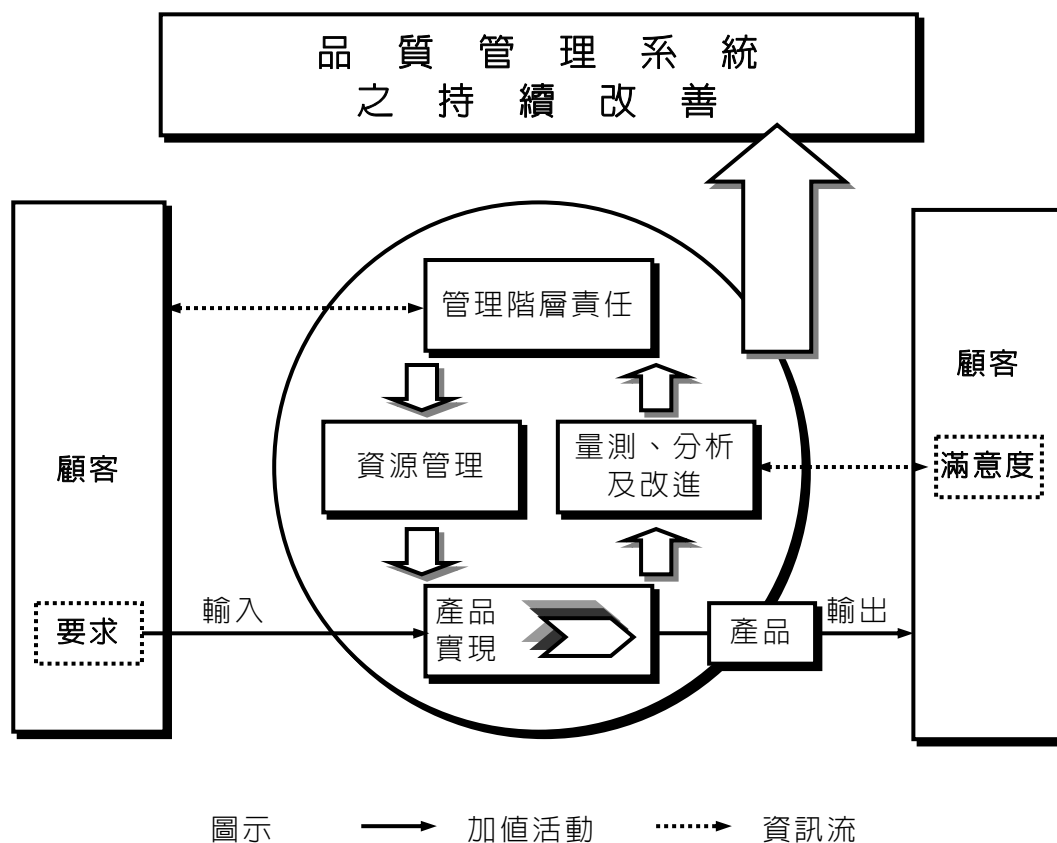 品質管理系統
之持續改善
管理階層責任
顧客
資源管理
量測、分析
及改進
顧客
滿意度
要求
輸入
產品
實現
產品
輸出
圖示
加值活動
資訊流